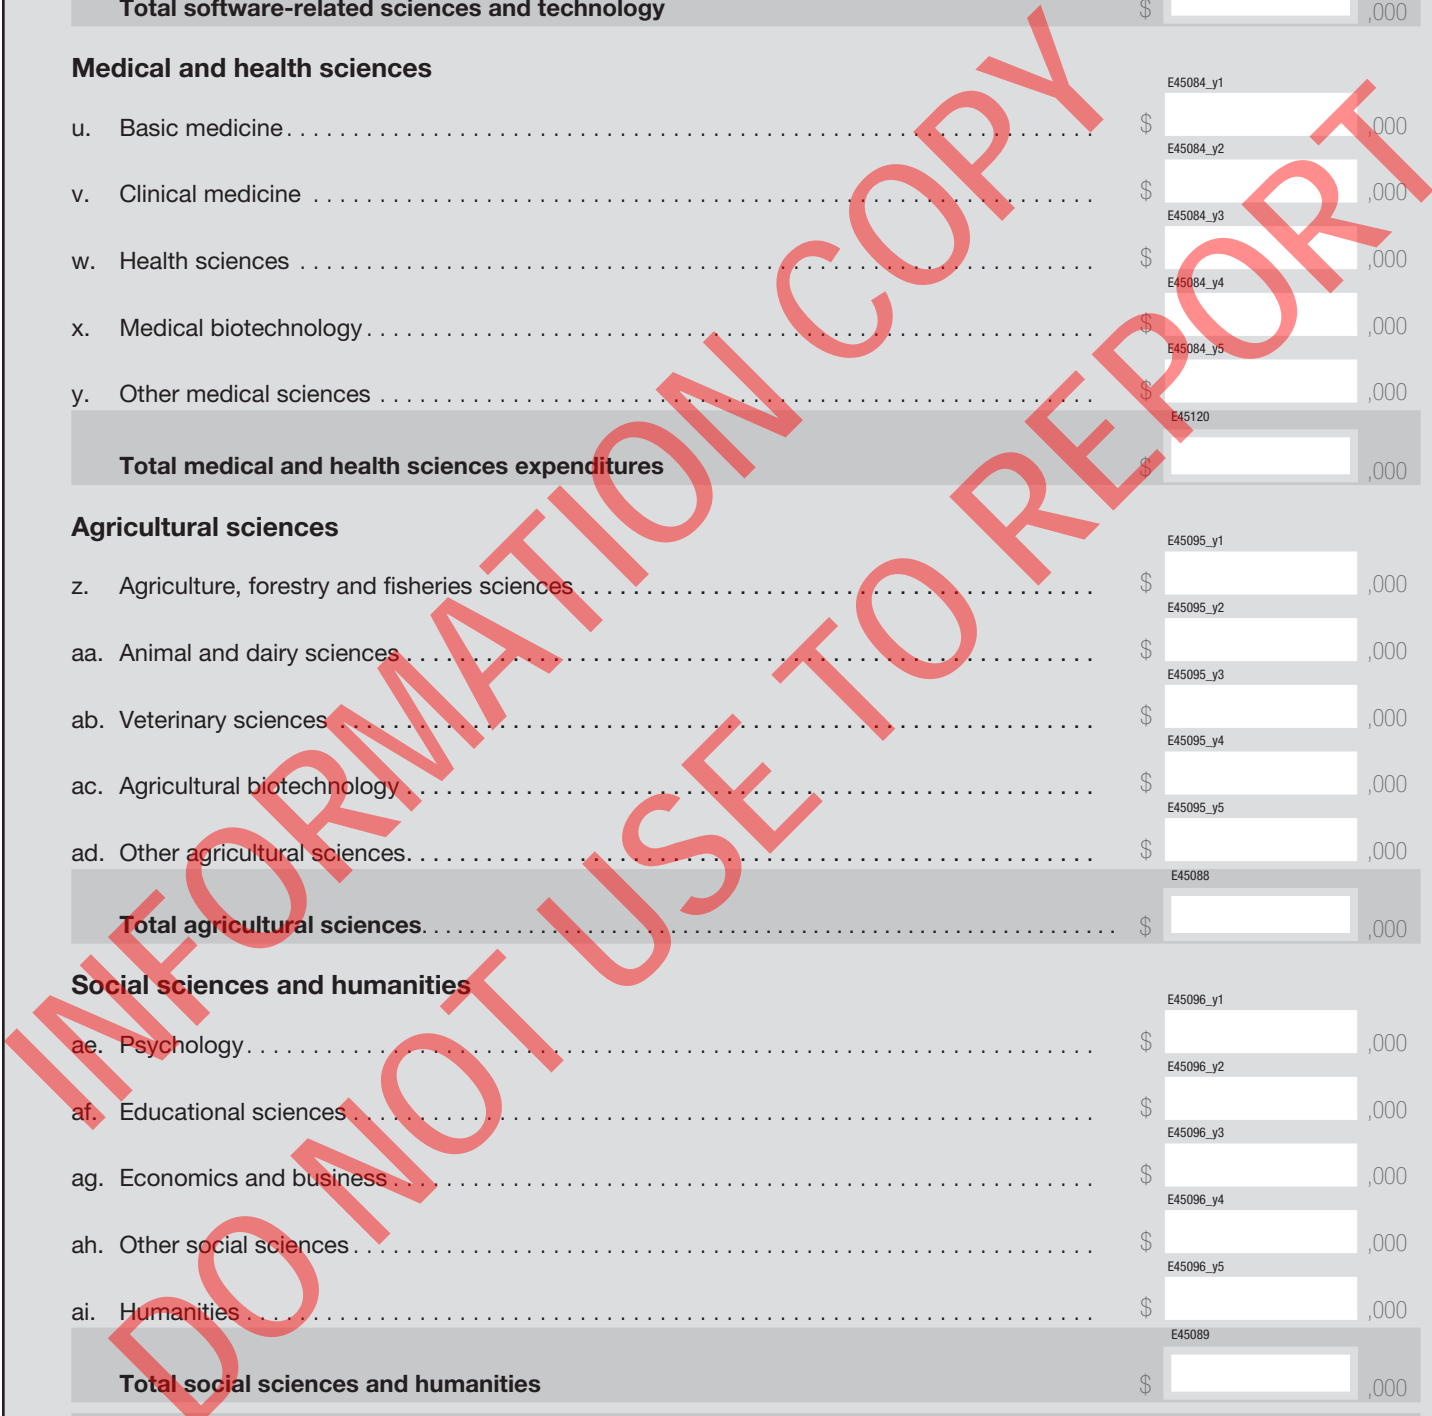 Total software-related sciences and technology $ ,000
Medical and health sciences
E45084_y1
u. Basic medicine $ ,000
E45084_y2
v. Clinical medicine $ ,000
E45084_y3
w. Health sciences $ ,000
E45084_y4
x. Medical biotechnology $ ,000
E45084_y5
y. Other medical sciences $ ,000
E45120
Total medical and health sciences expenditures $ ,000
Agricultural sciences
E45095_y1
z. Agriculture, forestry and fisheries sciences $ ,000
E45095_y2
aa. Animal and dairy sciences $ ,000
E45095_y3
ab. Veterinary sciences $ ,000
E45095_y4
ac. Agricultural biotechnology $ ,000
E45095_y5
ad. Other agricultural sciences $ ,000
E45088
Total agricultural sciences $ ,000
Social sciences and humanities
E45096_y1
ae. Psychology $ ,000
E45096_y2
af. Educational sciences $ ,000
E45096_y3
ag. Economics and business $ ,000
E45096_y4
ah. Other social sciences $ ,000
E45096_y5
ai. Humanities $ ,000
E45089
Total social sciences and humanities $ ,000
INFORMATION COPY
DO NOT USE TO REPORT